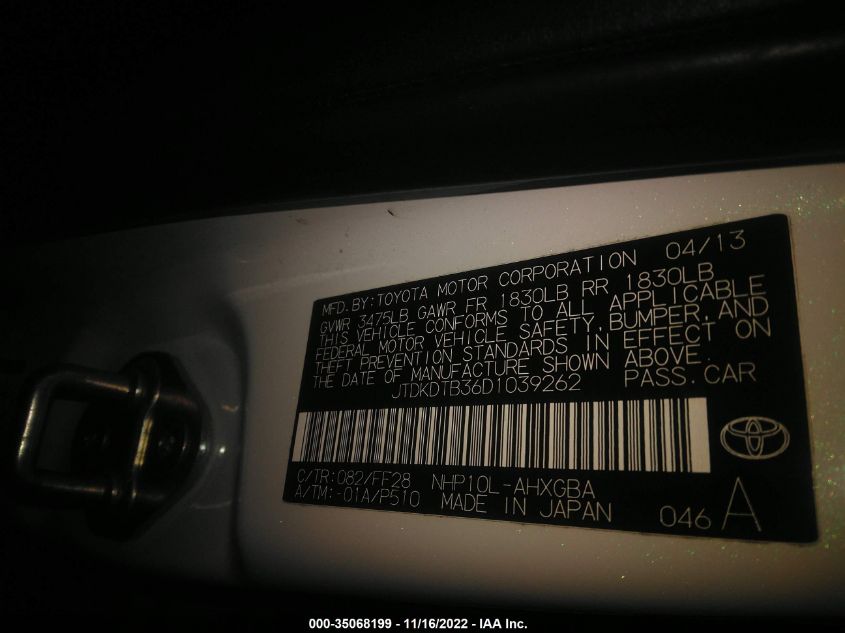 MFD.BY:TOYOTA MOTOR CORPORATION 04/13
GVWR 3475LB GAWR FR 1830LB RR 1830LB
THIS VEHICLE CONFORMS TO ALL APPLICABLE
FEDERAL MOTOR VEHICLE SAFETY, BUMPER, AND
THEFT PREVENTION STANDARDS IN EFFECT ON
THE DATE OF MANUFACTURE SHOWN ABOVE.
JTDKDTB36D1039262 PASS.CAR
C/TR:082/FF28 NHP10L-AHXGBA
A/TM:-01A/P510 MADE IN JAPAN 046 A
000-35068199 - 11/16/2022 - IAA Inc.